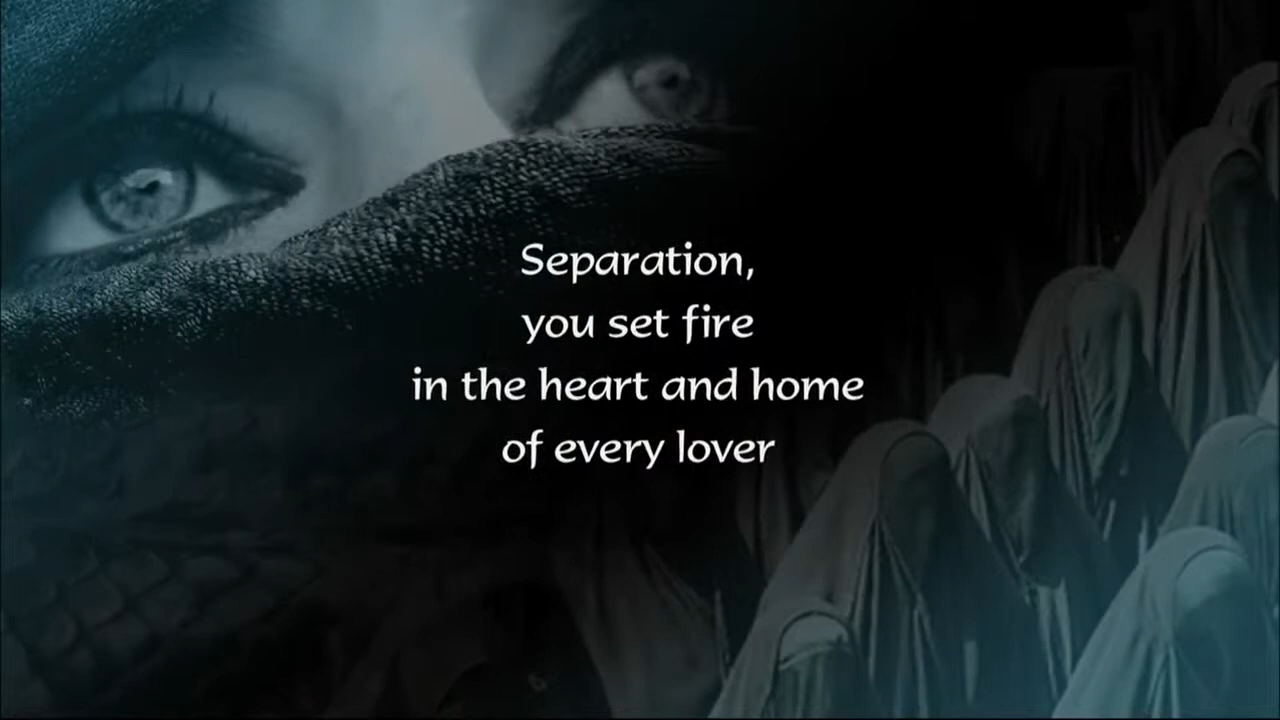 Separation,
you set fire
in the heart and home
of every lover